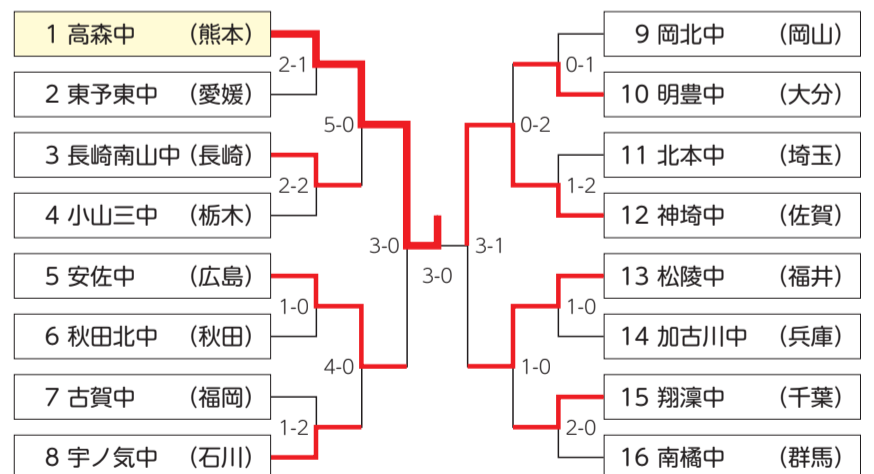 1 高森中 (熊本)
2 東予東中 (愛媛)
3 長崎南山中 (長崎)
4 小山三中 (栃木)
5 安佐中 (広島)
6 秋田北中 (秋田)
7 古賀中 (福岡)
8 宇ノ気中 (石川)
2-1
2-2
1-0
1-2
5-0
4-0
3-0
3-0
3-1
0-2
1-0
0-1
1-2
1-0
2-0
9 岡北中 (岡山)
10 明豊中 (大分)
11 北本中 (埼玉)
12 神埼中 (佐賀)
13 松陵中 (福井)
14 加古川中 (兵庫)
15 翔凜中 (千葉)
16 南橘中 (群馬)